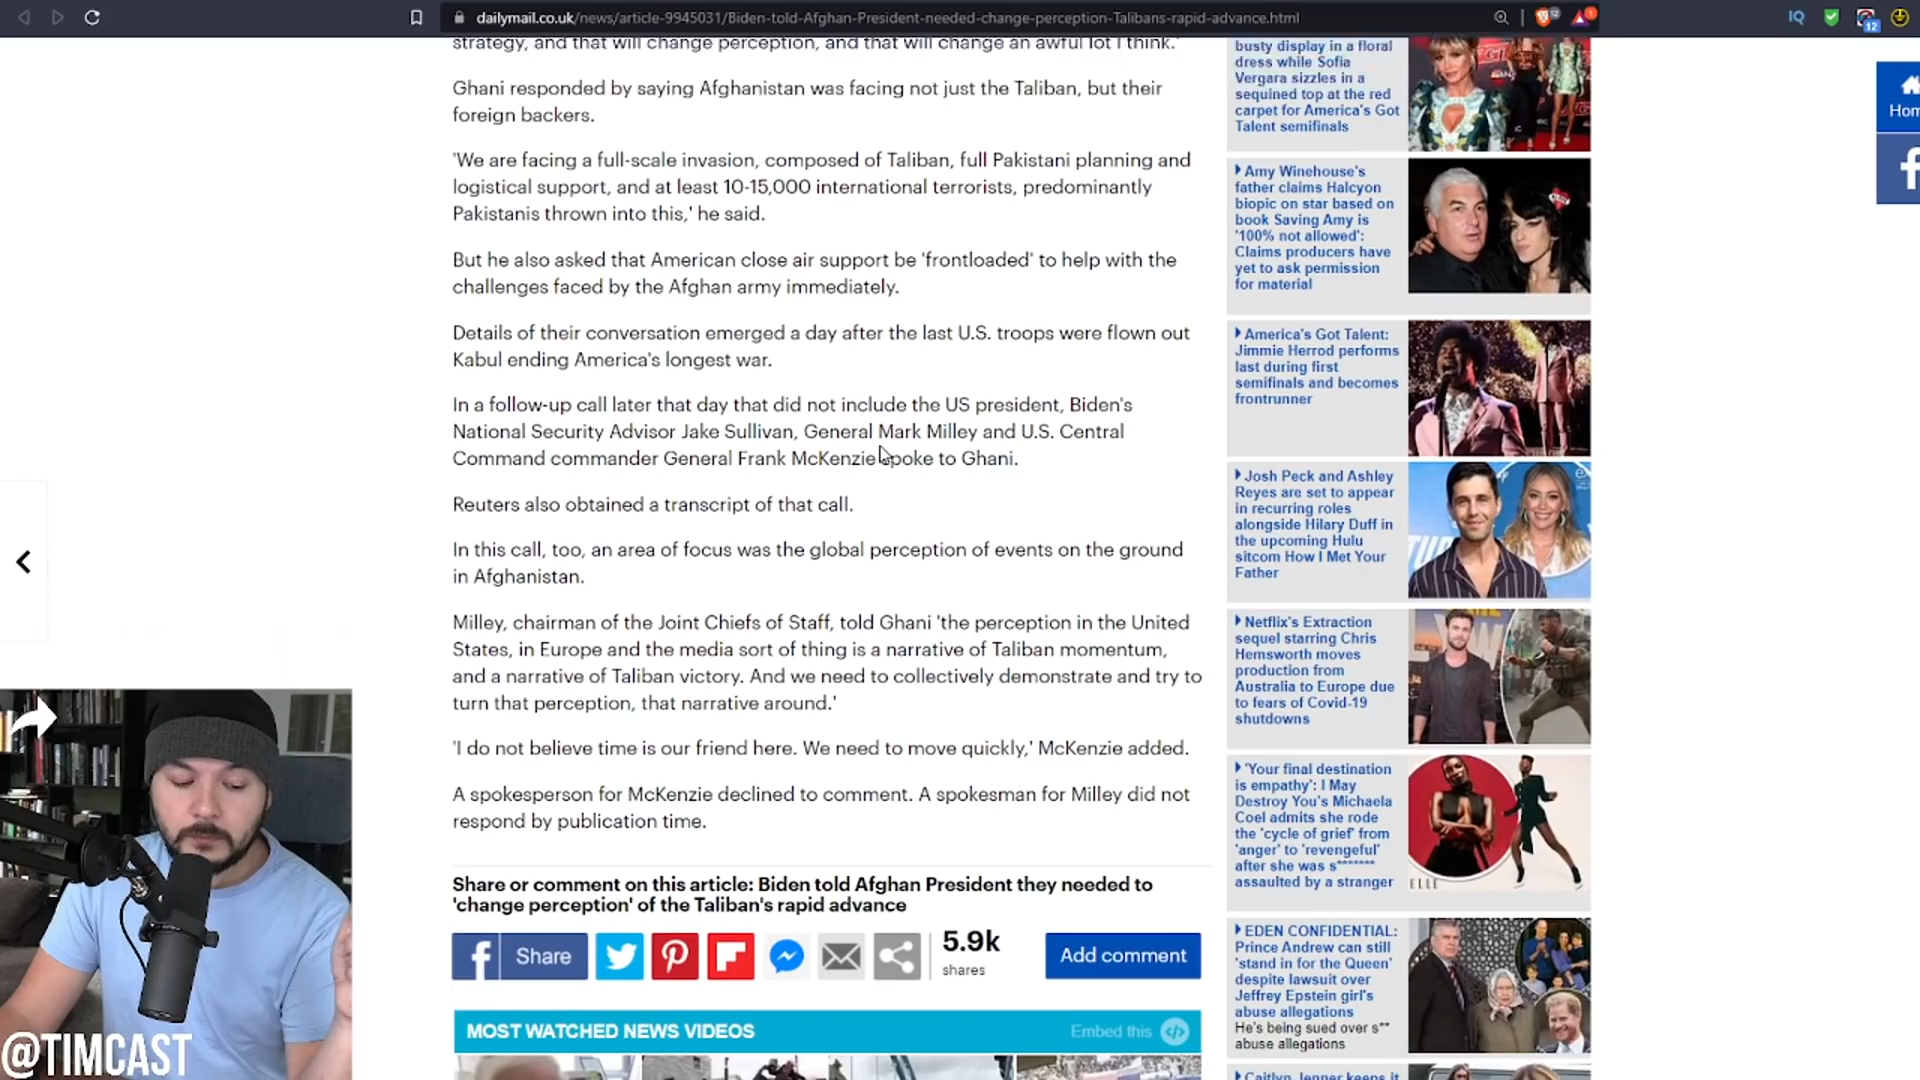 dailymail.co.uk/news/article-9945031/Biden-told-Afghan-President-needed-change-perception-Talibans-rapid-advance.html
12
1
IQ
12
strategy, and that will change perception, and that will change an awful lot I think.'
Ghani responded by saying Afghanistan was facing not just the Taliban, but their
foreign backers.
'We are facing a full-scale invasion, composed of Taliban, full Pakistani planning and
logistical support, and at least 10-15,000 international terrorists, predominantly
Pakistanis thrown into this,' he said.
But he also asked that American close air support be 'frontloaded' to help with the
challenges faced by the Afghan army immediately.
Details of their conversation emerged a day after the last U.S. troops were flown out
Kabul ending America's longest war.
In a follow-up call later that day that did not include the US president, Biden's
National Security Advisor Jake Sullivan, General Mark Milley and U.S. Central
Command commander General Frank McKenzie spoke to Ghani.
Reuters also obtained a transcript of that call.
In this call, too, an area of focus was the global perception of events on the ground
in Afghanistan.
Milley, chairman of the Joint Chiefs of Staff, told Ghani 'the perception in the United
States, in Europe and the media sort of thing is a narrative of Taliban momentum,
and a narrative of Taliban victory. And we need to collectively demonstrate and try to
turn that perception, that narrative around.'
'I do not believe time is our friend here. We need to move quickly,' McKenzie added.
A spokesperson for McKenzie declined to comment. A spokesman for Milley did not
respond by publication time.
Share or comment on this article: Biden told Afghan President they needed to
'change perception' of the Taliban's rapid advance
Share
5.9k
shares
Add comment
MOST WATCHED NEWS VIDEOS
Embed this
busty display in a floral
dress while Sofia
Vergara sizzles in a
sequined top at the red
carpet for America's Got
Talent semifinals
Amy Winehouse's
father claims Halcyon
biopic on star based on
book Saving Amy is
'100% not allowed':
Claims producers have
yet to ask permission
for material
America's Got Talent:
Jimmie Herrod performs
last during first
semifinals and becomes
frontrunner
Josh Peck and Ashley
Reyes are set to appear
in recurring roles
alongside Hilary Duff in
the upcoming Hulu
sitcom How I Met Your
Father
Netflix's Extraction
sequel starring Chris
Hemsworth moves
production from
Australia to Europe due
to fears of Covid-19
shutdowns
'Your final destination
is empathy': I May
Destroy You's Michaela
Coel admits she rode
the 'cycle of grief' from
'anger' to 'revengeful'
after she was s*******
assaulted by a stranger
ELLE
EDEN CONFIDENTIAL:
Prince Andrew can still
'stand in for the Queen'
despite lawsuit over
Jeffrey Epstein girl's
abuse allegations
He's being sued over s**
abuse allegations
Caitlyn Jenner keeps it
Hom
@TIMCAST